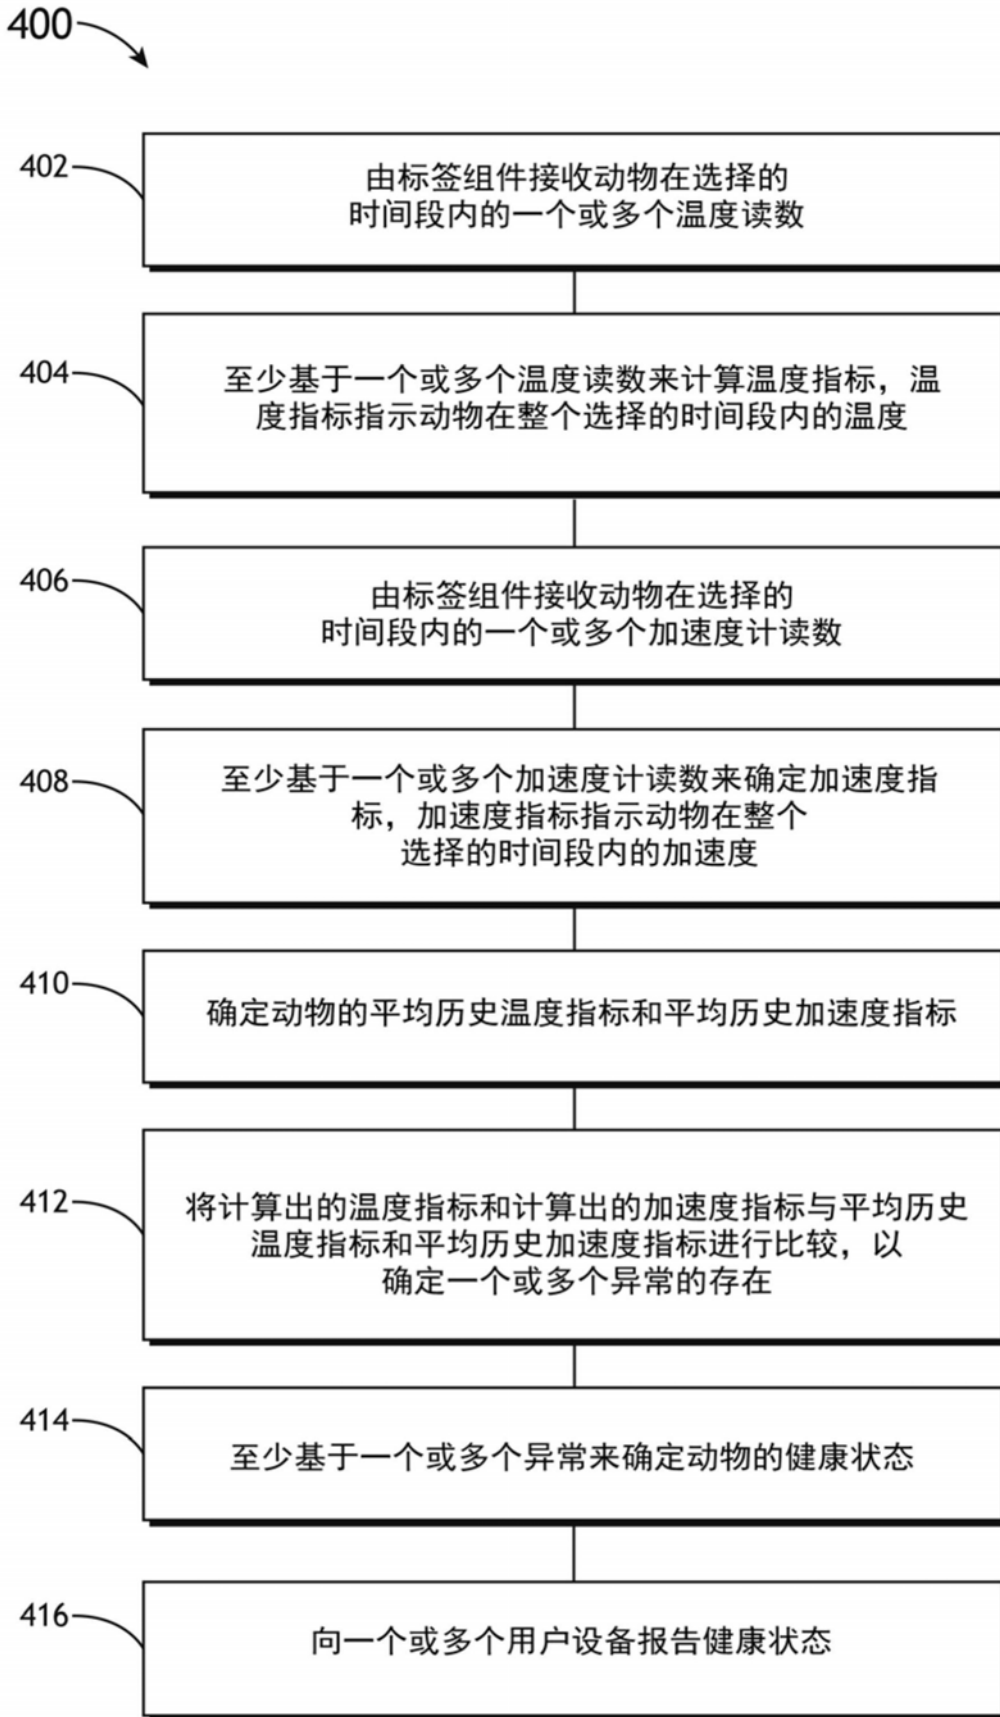 400
402
由标签组件接收动物在选择的
时间段内的一个或多个温度读数
404
至少基于一个或多个温度读数来计算温度指标，温
度指标指示动物在整个选择的时间段内的温度
406
由标签组件接收动物在选择的
时间段内的一个或多个加速度计读数
408
至少基于一个或多个加速度计读数来确定加速度指
标，加速度指标指示动物在整个
选择的时间段内的加速度
410
确定动物的平均历史温度指标和平均历史加速度指标
412
将计算出的温度指标和计算出的加速度指标与平均历史
温度指标和平均历史加速度指标进行比较，以
确定一个或多个异常的存在
414
至少基于一个或多个异常来确定动物的健康状态
416
向一个或多个用户设备报告健康状态